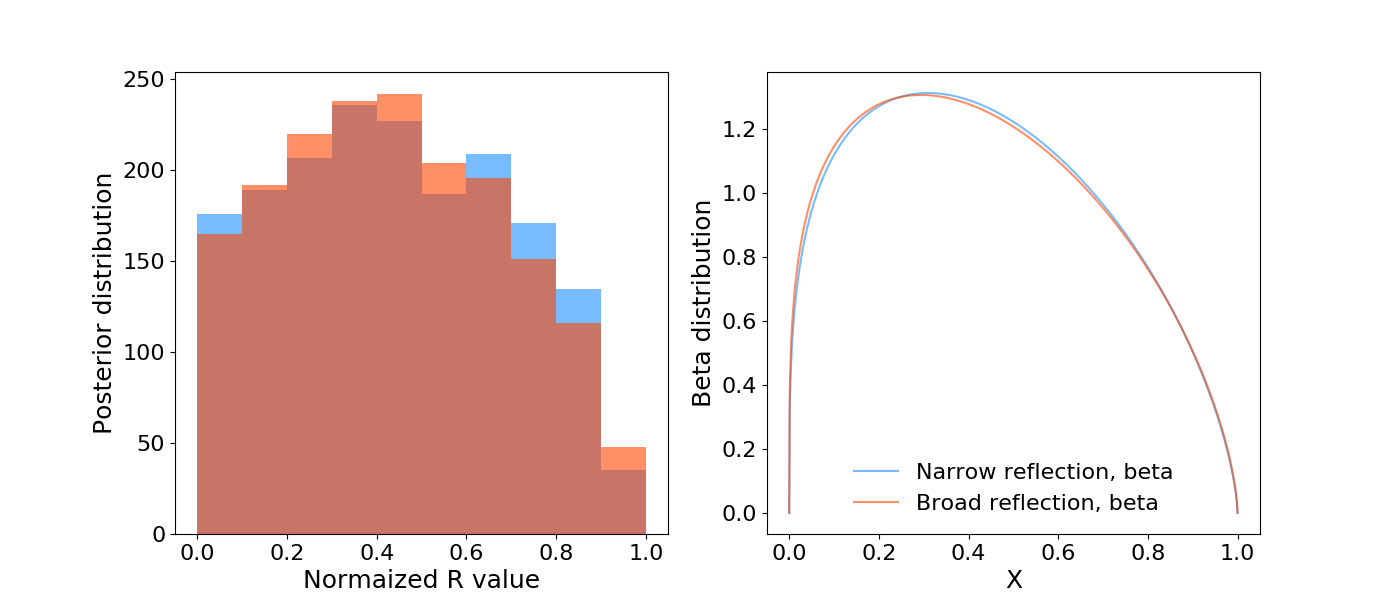 250
200
150
100
50
0
Posterior distribution
0.0 0.2 0.4 0.6 0.8 1.0
Normaized R value
1.2
1.0
0.8
0.6
0.4
0.2
0.0
Beta distribution
Narrow reflection, beta
Broad reflection, beta
0.0 0.2 0.4 0.6 0.8 1.0
X